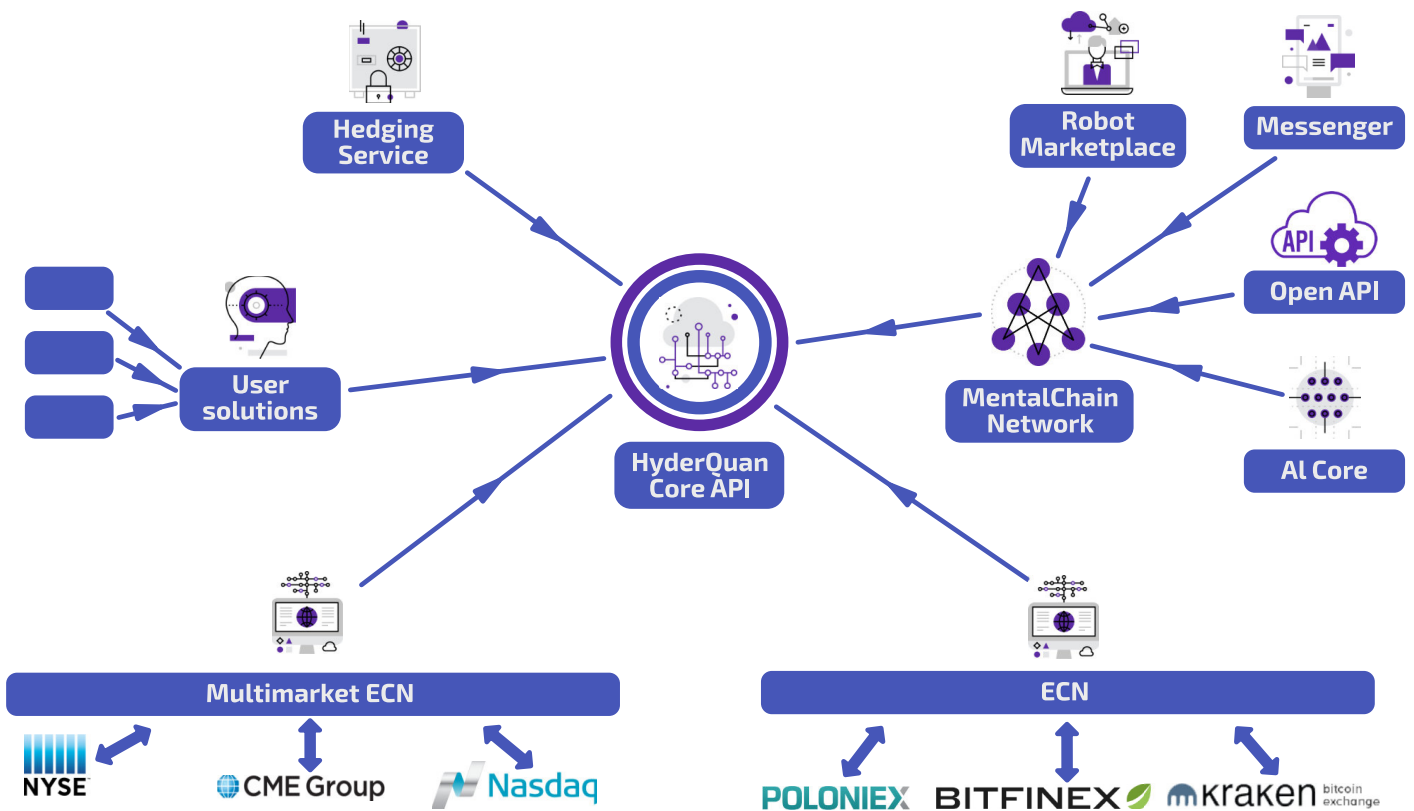 Hedging
Service
Robot
Marketplace
Messenger
API
Open API
User
solutions
MentalChain
Network
HyderQuan
Core API
Al Core
Multimarket ECN
ECN
NYSE
CME Group
Nasdaq
POLONIEX
BITFINEX
mkraken bitcoin
exchange